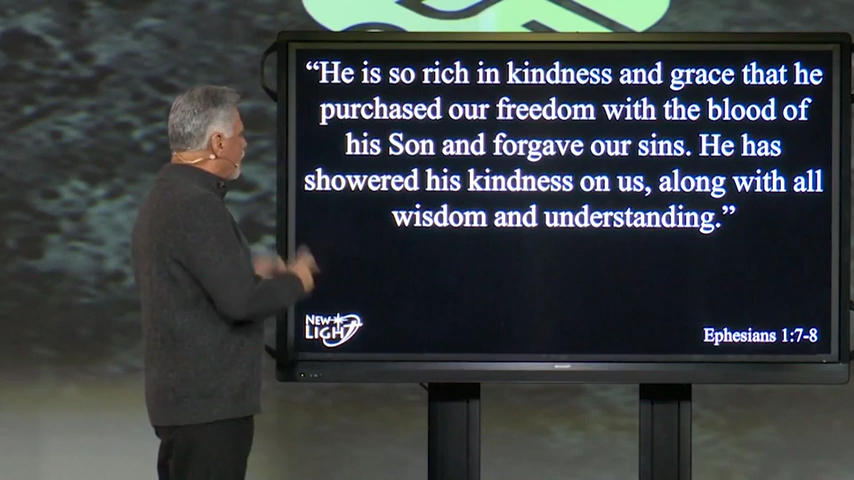 “He is so rich in kindness and grace that he
purchased our freedom with the blood of
his Son and forgave our sins. He has
showered his kindness on us, along with all
wisdom and understanding.”
NEW
LIGHT
Ephesians 1:7-8
SHARP